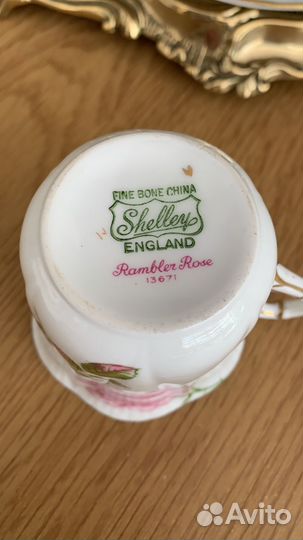 FINE BONE CHINA
Shelley
ENGLAND
Rambler Rose
13671
Avito